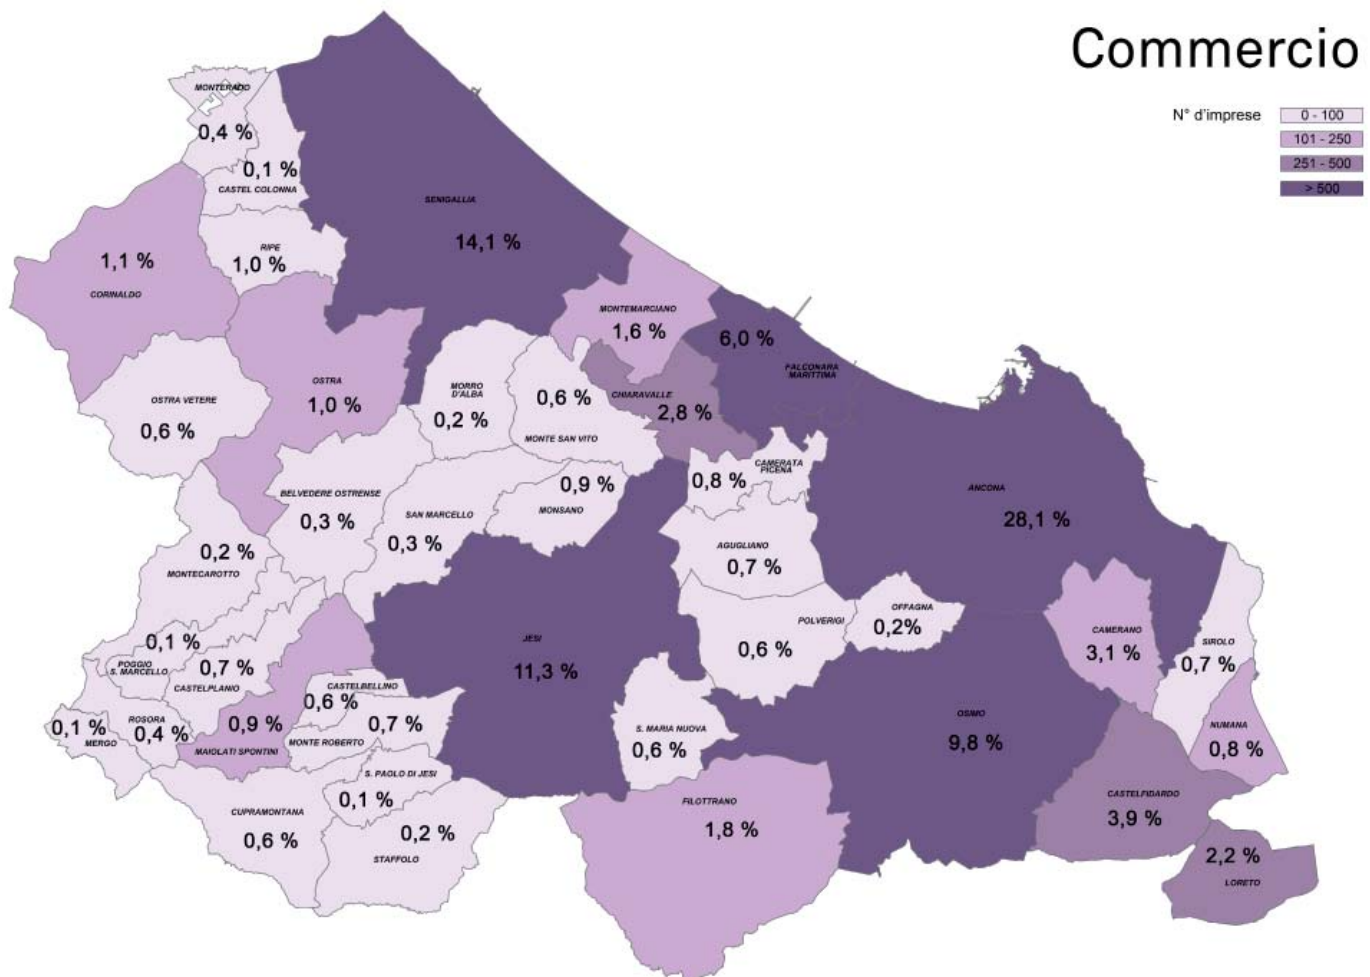 Commercio
N° d'imprese
0 - 100
101 - 250
251 - 500
> 500
MONTERADO
0,4 %
0,1 %
CASTEL COLONNA
SENIGALLIA
14,1 %
RIPE
1,0 %
1,1 %
CORINALDO
MONTEMARCIANO
1,6 %
6,0 %
FALCONARA
MARITTIMA
OSTRA
1,0 %
OSTRA VETERE
0,6 %
MORRO
D'ALBA
0,2 %
0,6 %
MONTE SAN VITO
CHIARAVALLE
2,8 %
CAMERATA
PICENA
0,8 %
0,9 %
MONSANO
BELVEDERE OSTRENSE
0,3 %
SAN MARCELLO
0,3 %
ANCONA
28,1 %
AGUGLIANO
0,7 %
0,2 %
MONTECAROTTO
OFFAGNA
0,2%
POLVERIGI
0,6 %
CAMERANO
3,1 %
SIROLO
0,7 %
JESI
11,3 %
0,1 %
POGGIO
S. MARCELLO
0,7 %
CASTELPLANIO
CASTELBELLINO
0,6 %
0,7 %
MONTE ROBERTO
0,9 %
MAIOLATI SPONTINI
ROSORA
0,4 %
0,1 %
MERGO
S. MARIA NUOVA
0,6 %
OSIMO
9,8 %
NUMANA
0,8 %
S. PAOLO DI JESI
0,1 %
CUPRAMONTANA
0,6 %
0,2 %
STAFFOLO
FILOTTRANO
1,8 %
CASTELFIDARDO
3,9 %
2,2 %
LORETO